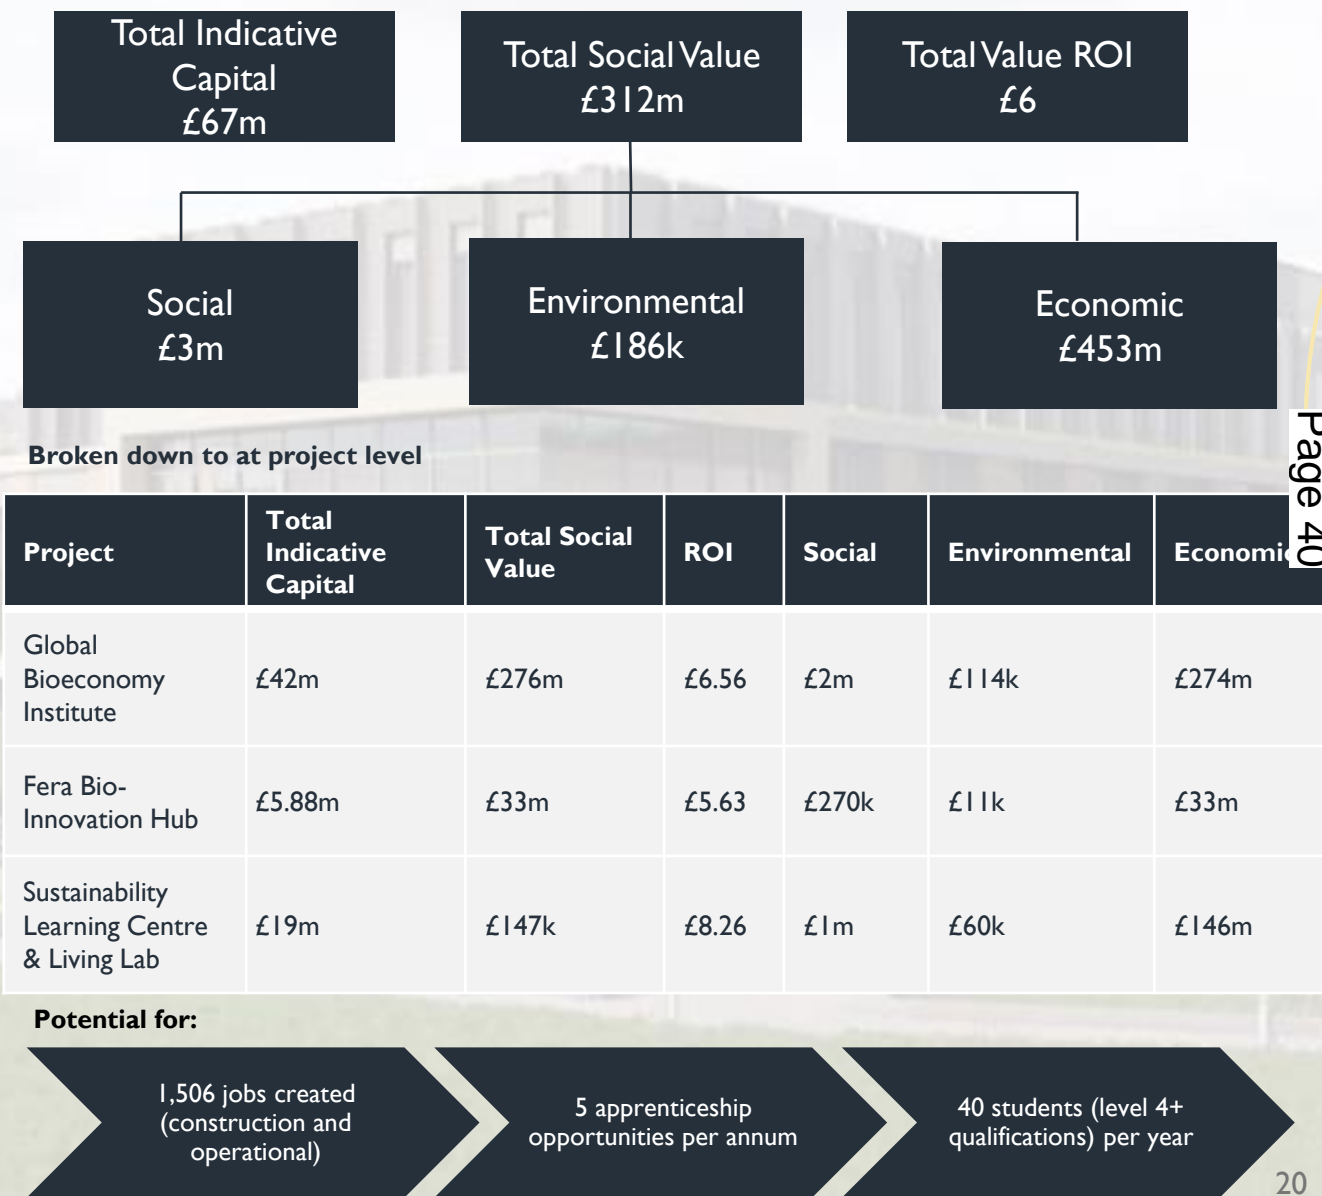 Total Indicative
Capital
£67m
Total Social Value
£312m
Total Value ROI
£6
Social
£3m
Environmental
£186k
Economic
£453m
Page 40
Broken down to at project level
Project
Total
Indicative
Capital
Total Social
Value
ROI
Social
Environmental
Economic
Global
Bioeconomy
Institute
£42m
£276m
£6.56
£2m
£114k
£274m
Fera Bio-
Innovation Hub
£5.88m
£33m
£5.63
£270k
£11k
£33m
Sustainability
Learning Centre
& Living Lab
£19m
£147k
£8.26
£1m
£60k
£146m
Potential for:
1,506 jobs created
(construction and
operational)
5 apprenticeship
opportunities per annum
40 students (level 4+
qualifications) per year
20